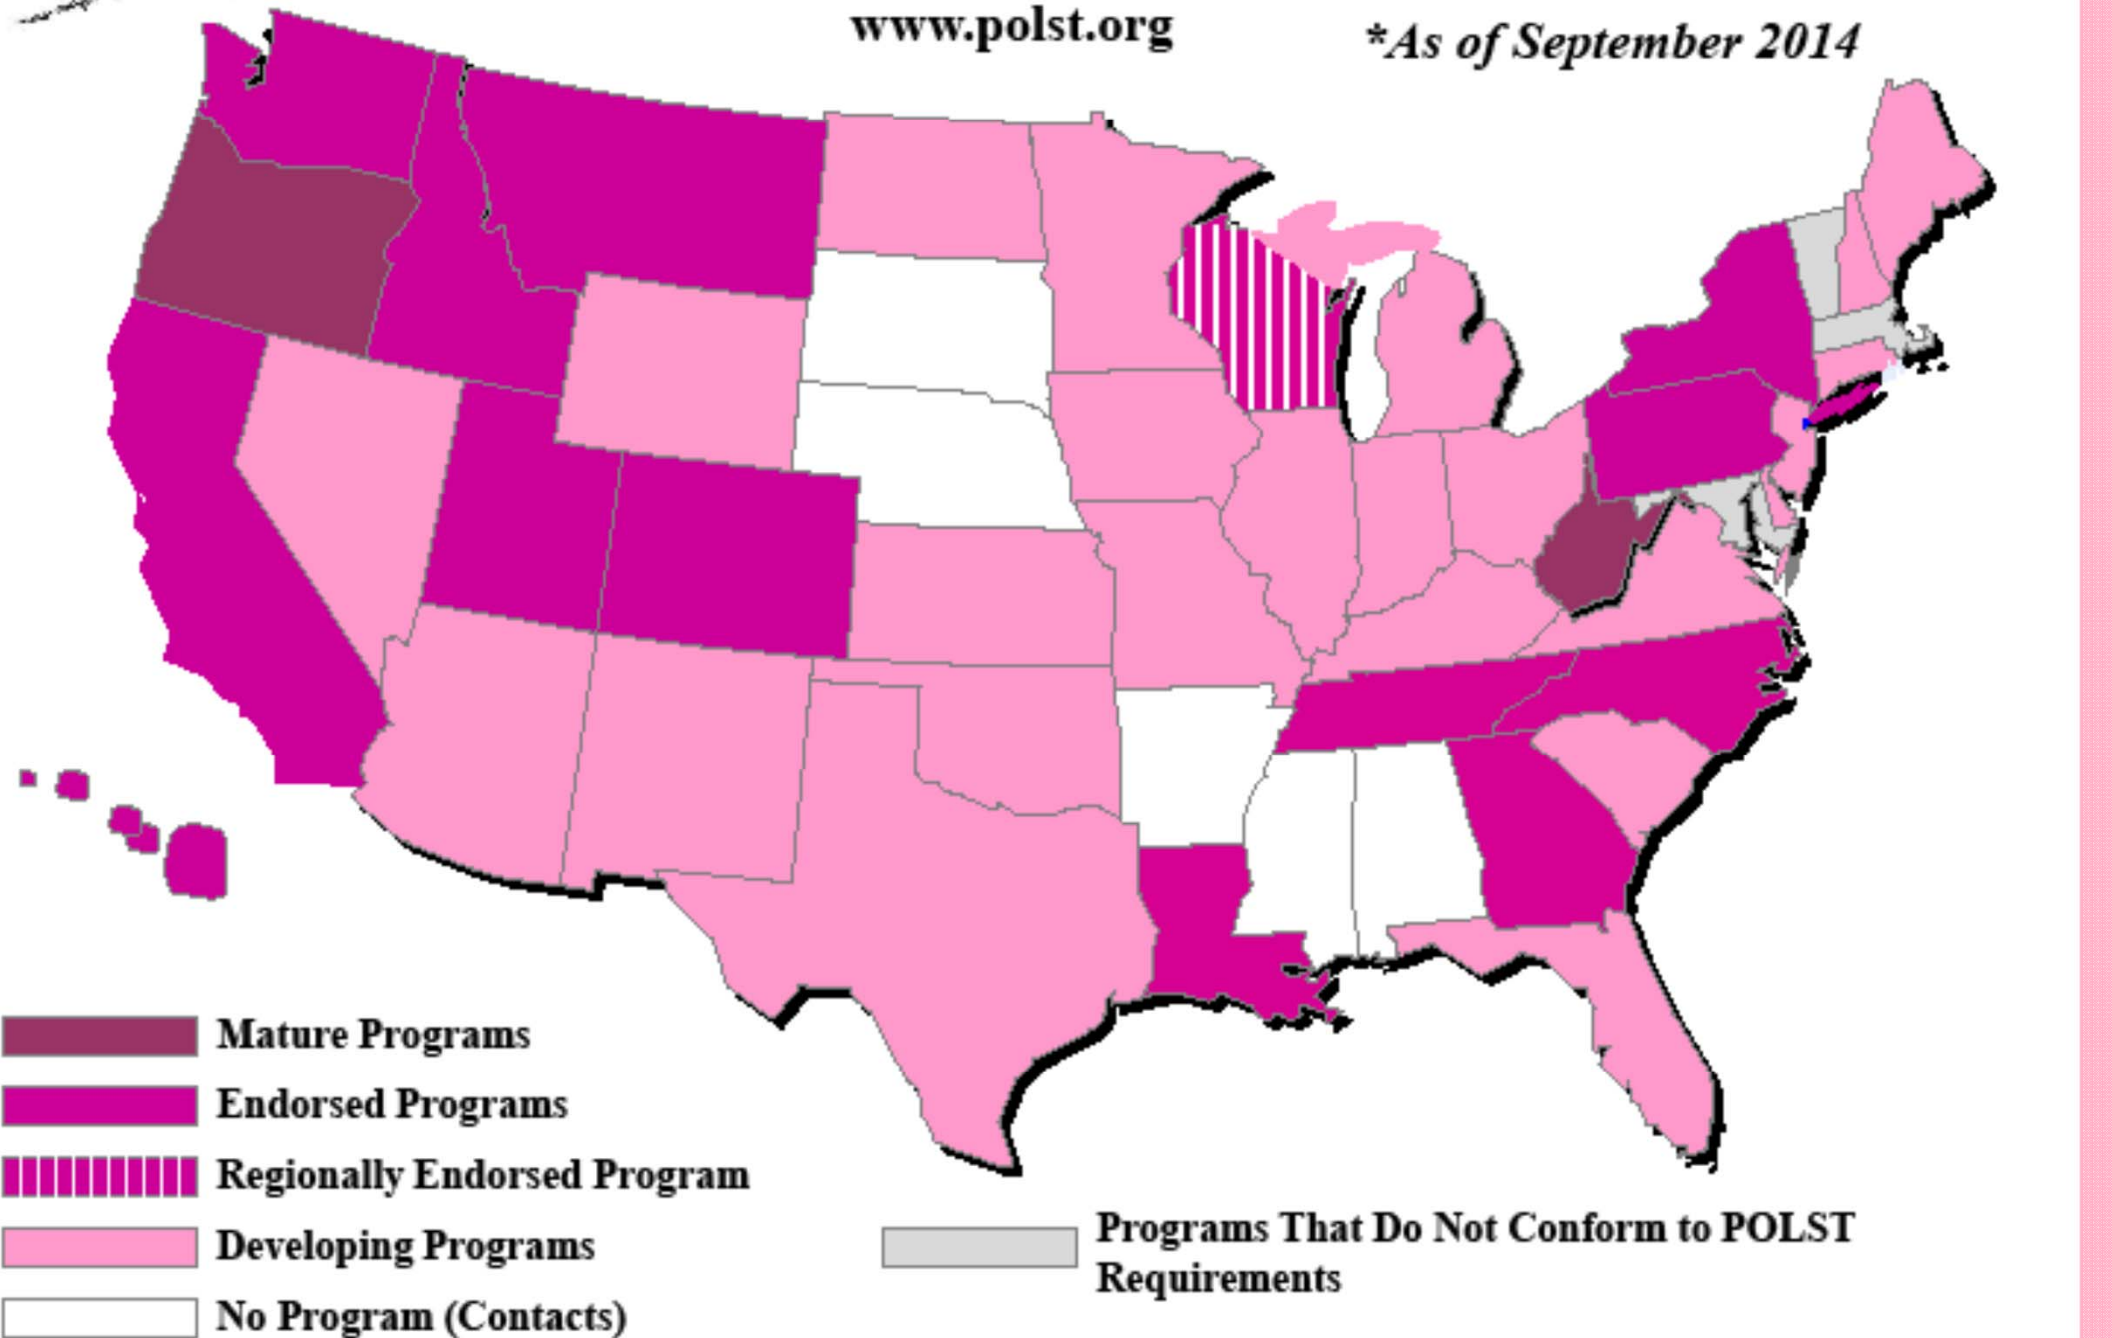 www.polst.org
*As of September 2014
Mature Programs
Endorsed Programs
Regionally Endorsed Program
Developing Programs
No Program (Contacts)
Programs That Do Not Conform to POLST
Requirements